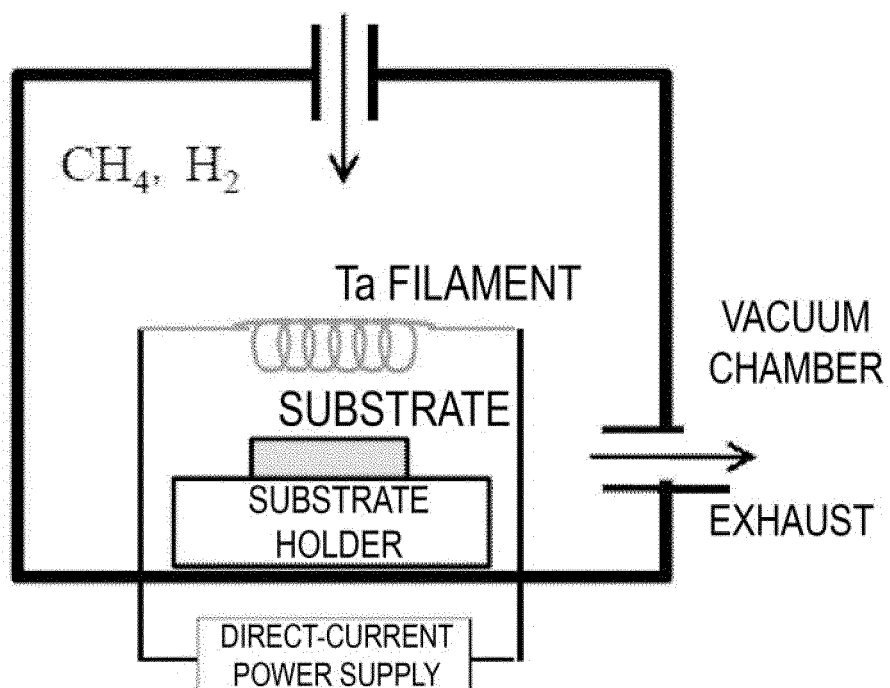 CH₄, H₂
Ta FILAMENT
VACUUM
CHAMBER
SUBSTRATE
SUBSTRATE
HOLDER
EXHAUST
DIRECT-CURRENT
POWER SUPPLY